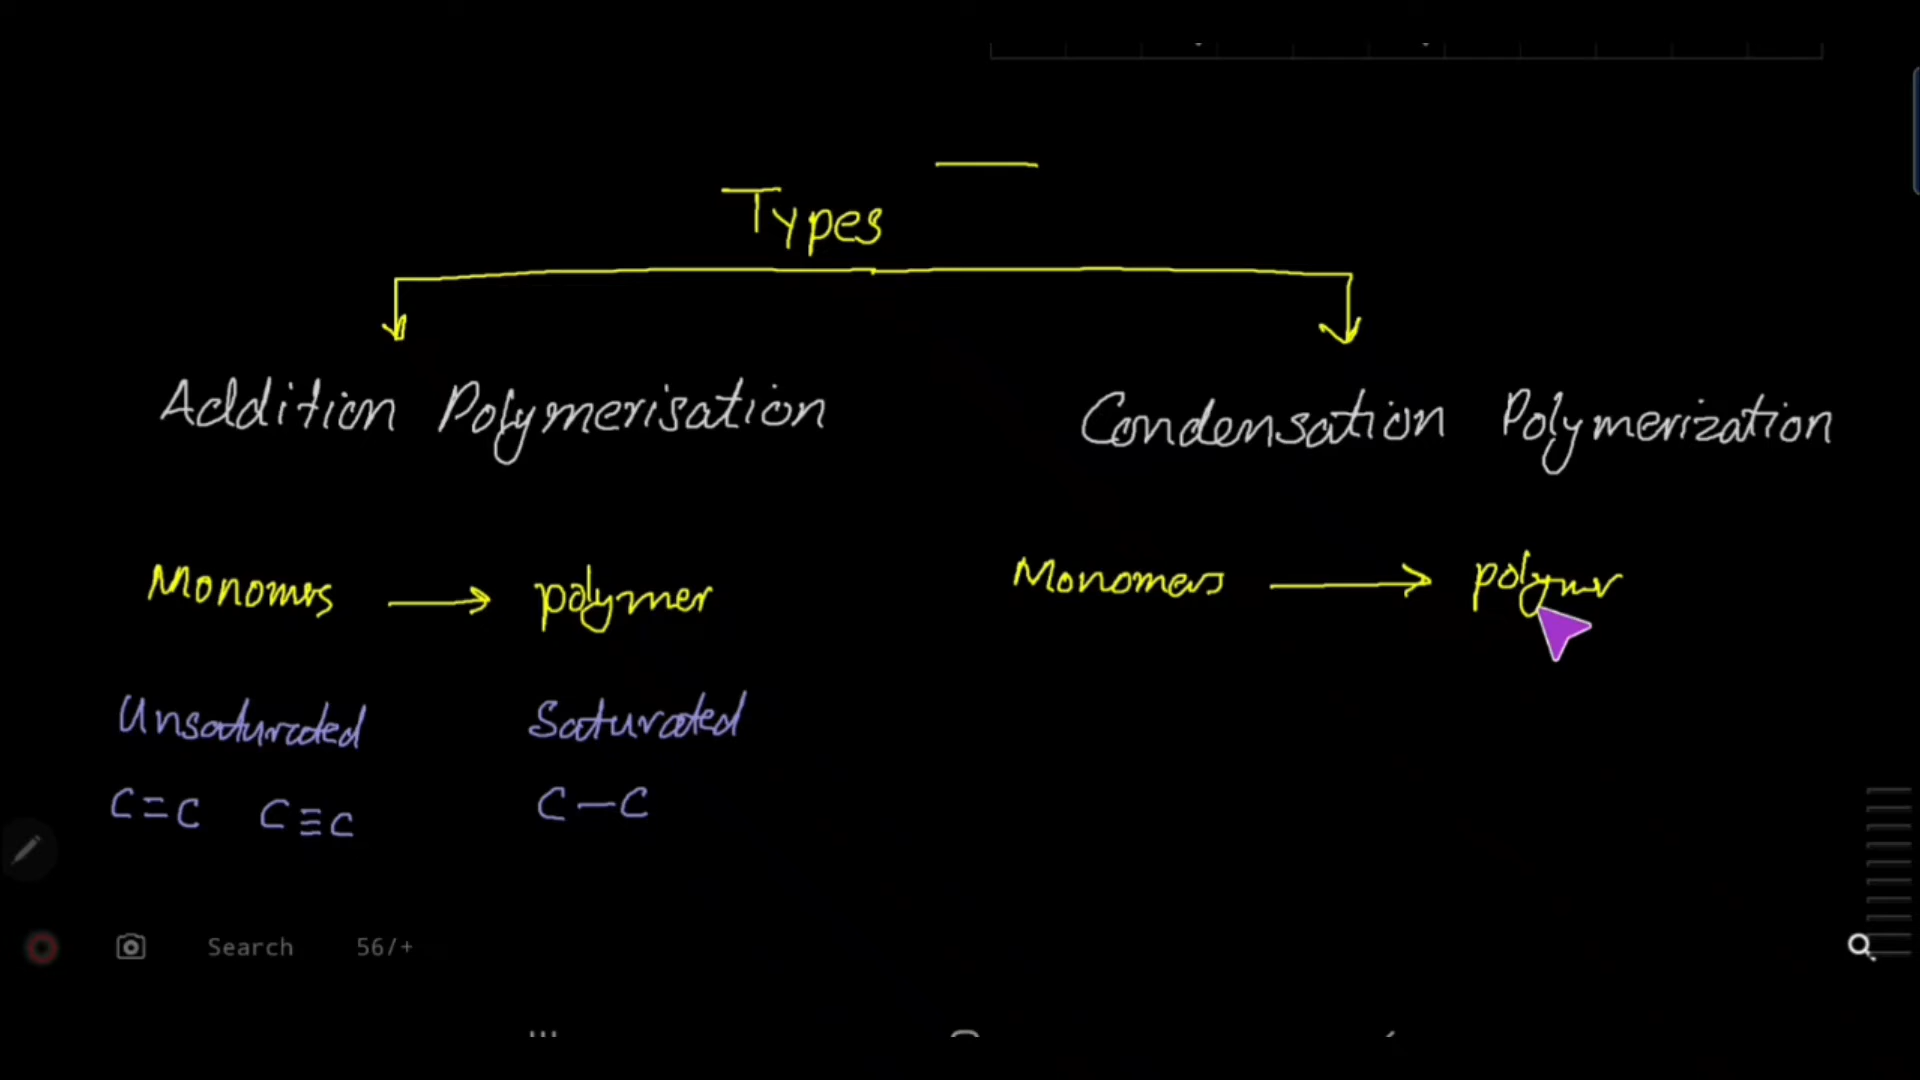 Types
Addition Polymerisation
Condensation Polymerization
Monomers → polymer
Monomers → polymer
Unsaturated Saturated
C=C C≡C C—C
Search 56/+